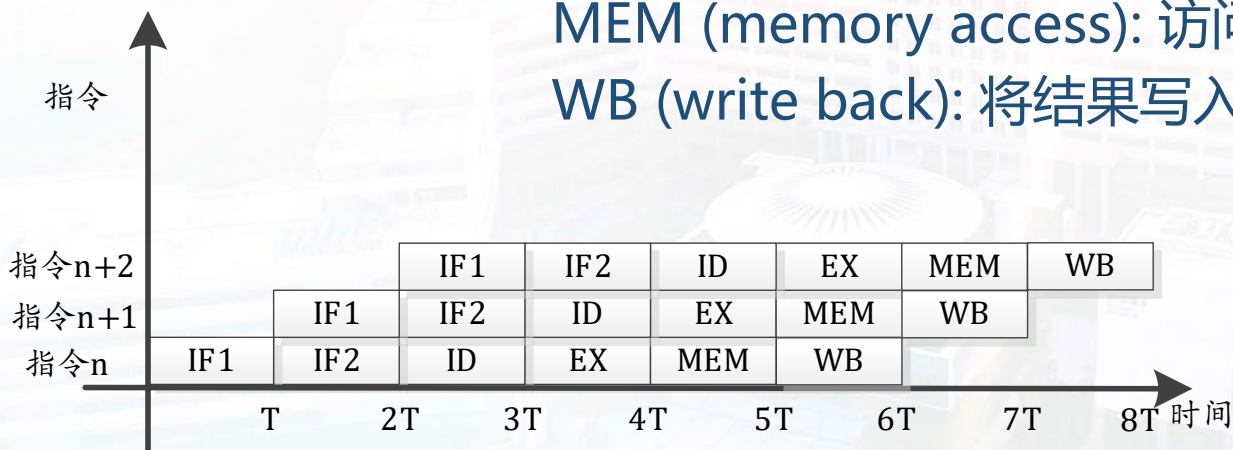 MEM (memory access): 访问
WB (write back): 将结果写入
指令
指令n+2 IF1 IF2 ID EX MEM WB
指令n+1 IF1 IF2 ID EX MEM WB
指令n IF1 IF2 ID EX MEM WB
T 2T 3T 4T 5T 6T 7T 8T 时间